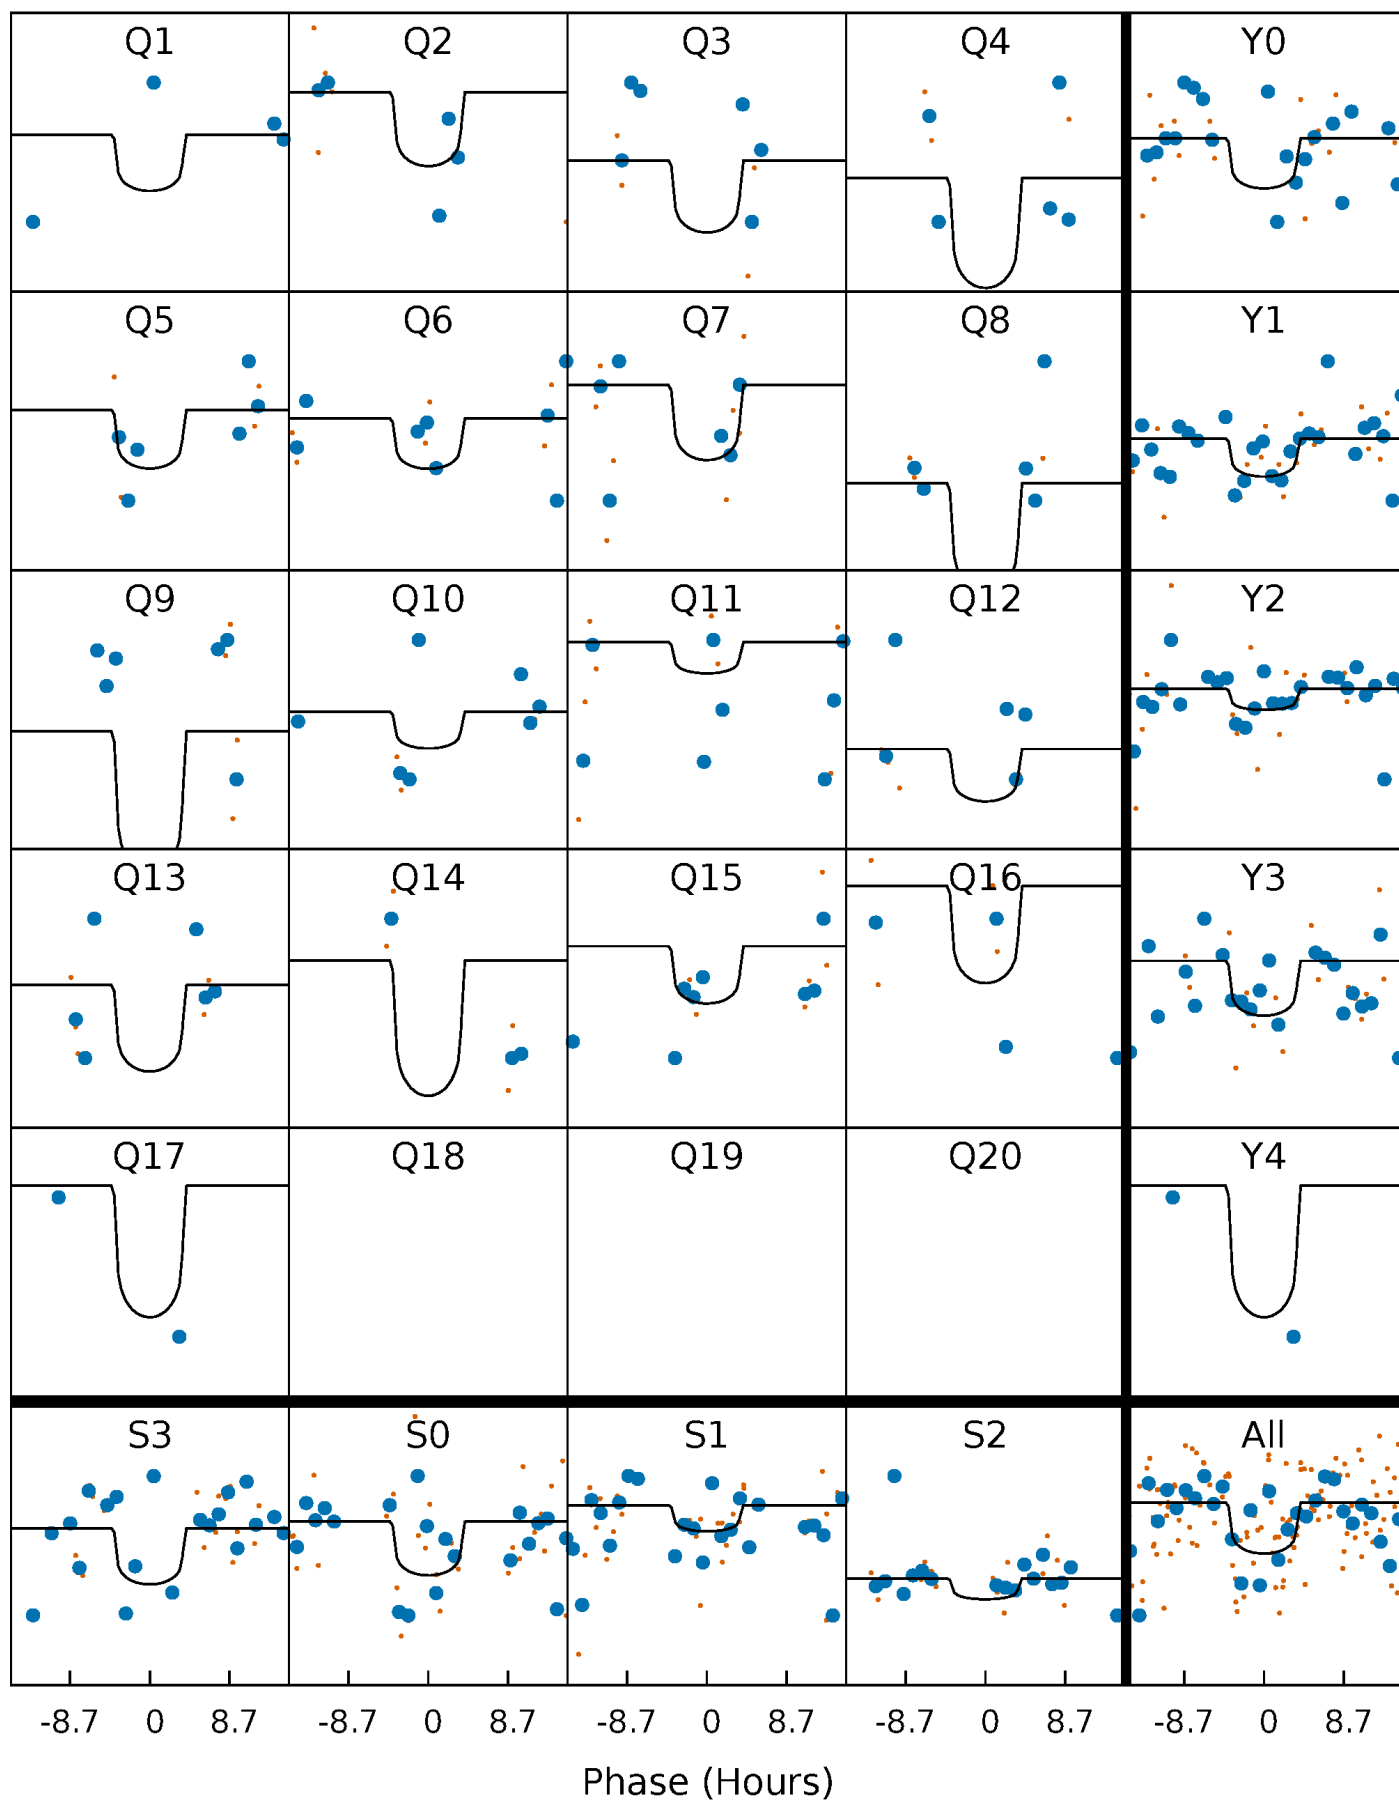 Q1 Q2 Q3 Q4 Y0
Q5 Q6 Q7 Q8 Y1
Q9 Q10 Q11 Q12 Y2
Q13 Q14 Q15 Q16 Y3
Q17 Q18 Q19 Q20 Y4
S3 S0 S1 S2 All
-8.7 0 8.7 -8.7 0 8.7 -8.7 0 8.7 -8.7 0 8.7 -8.7 0 8.7
Phase (Hours)